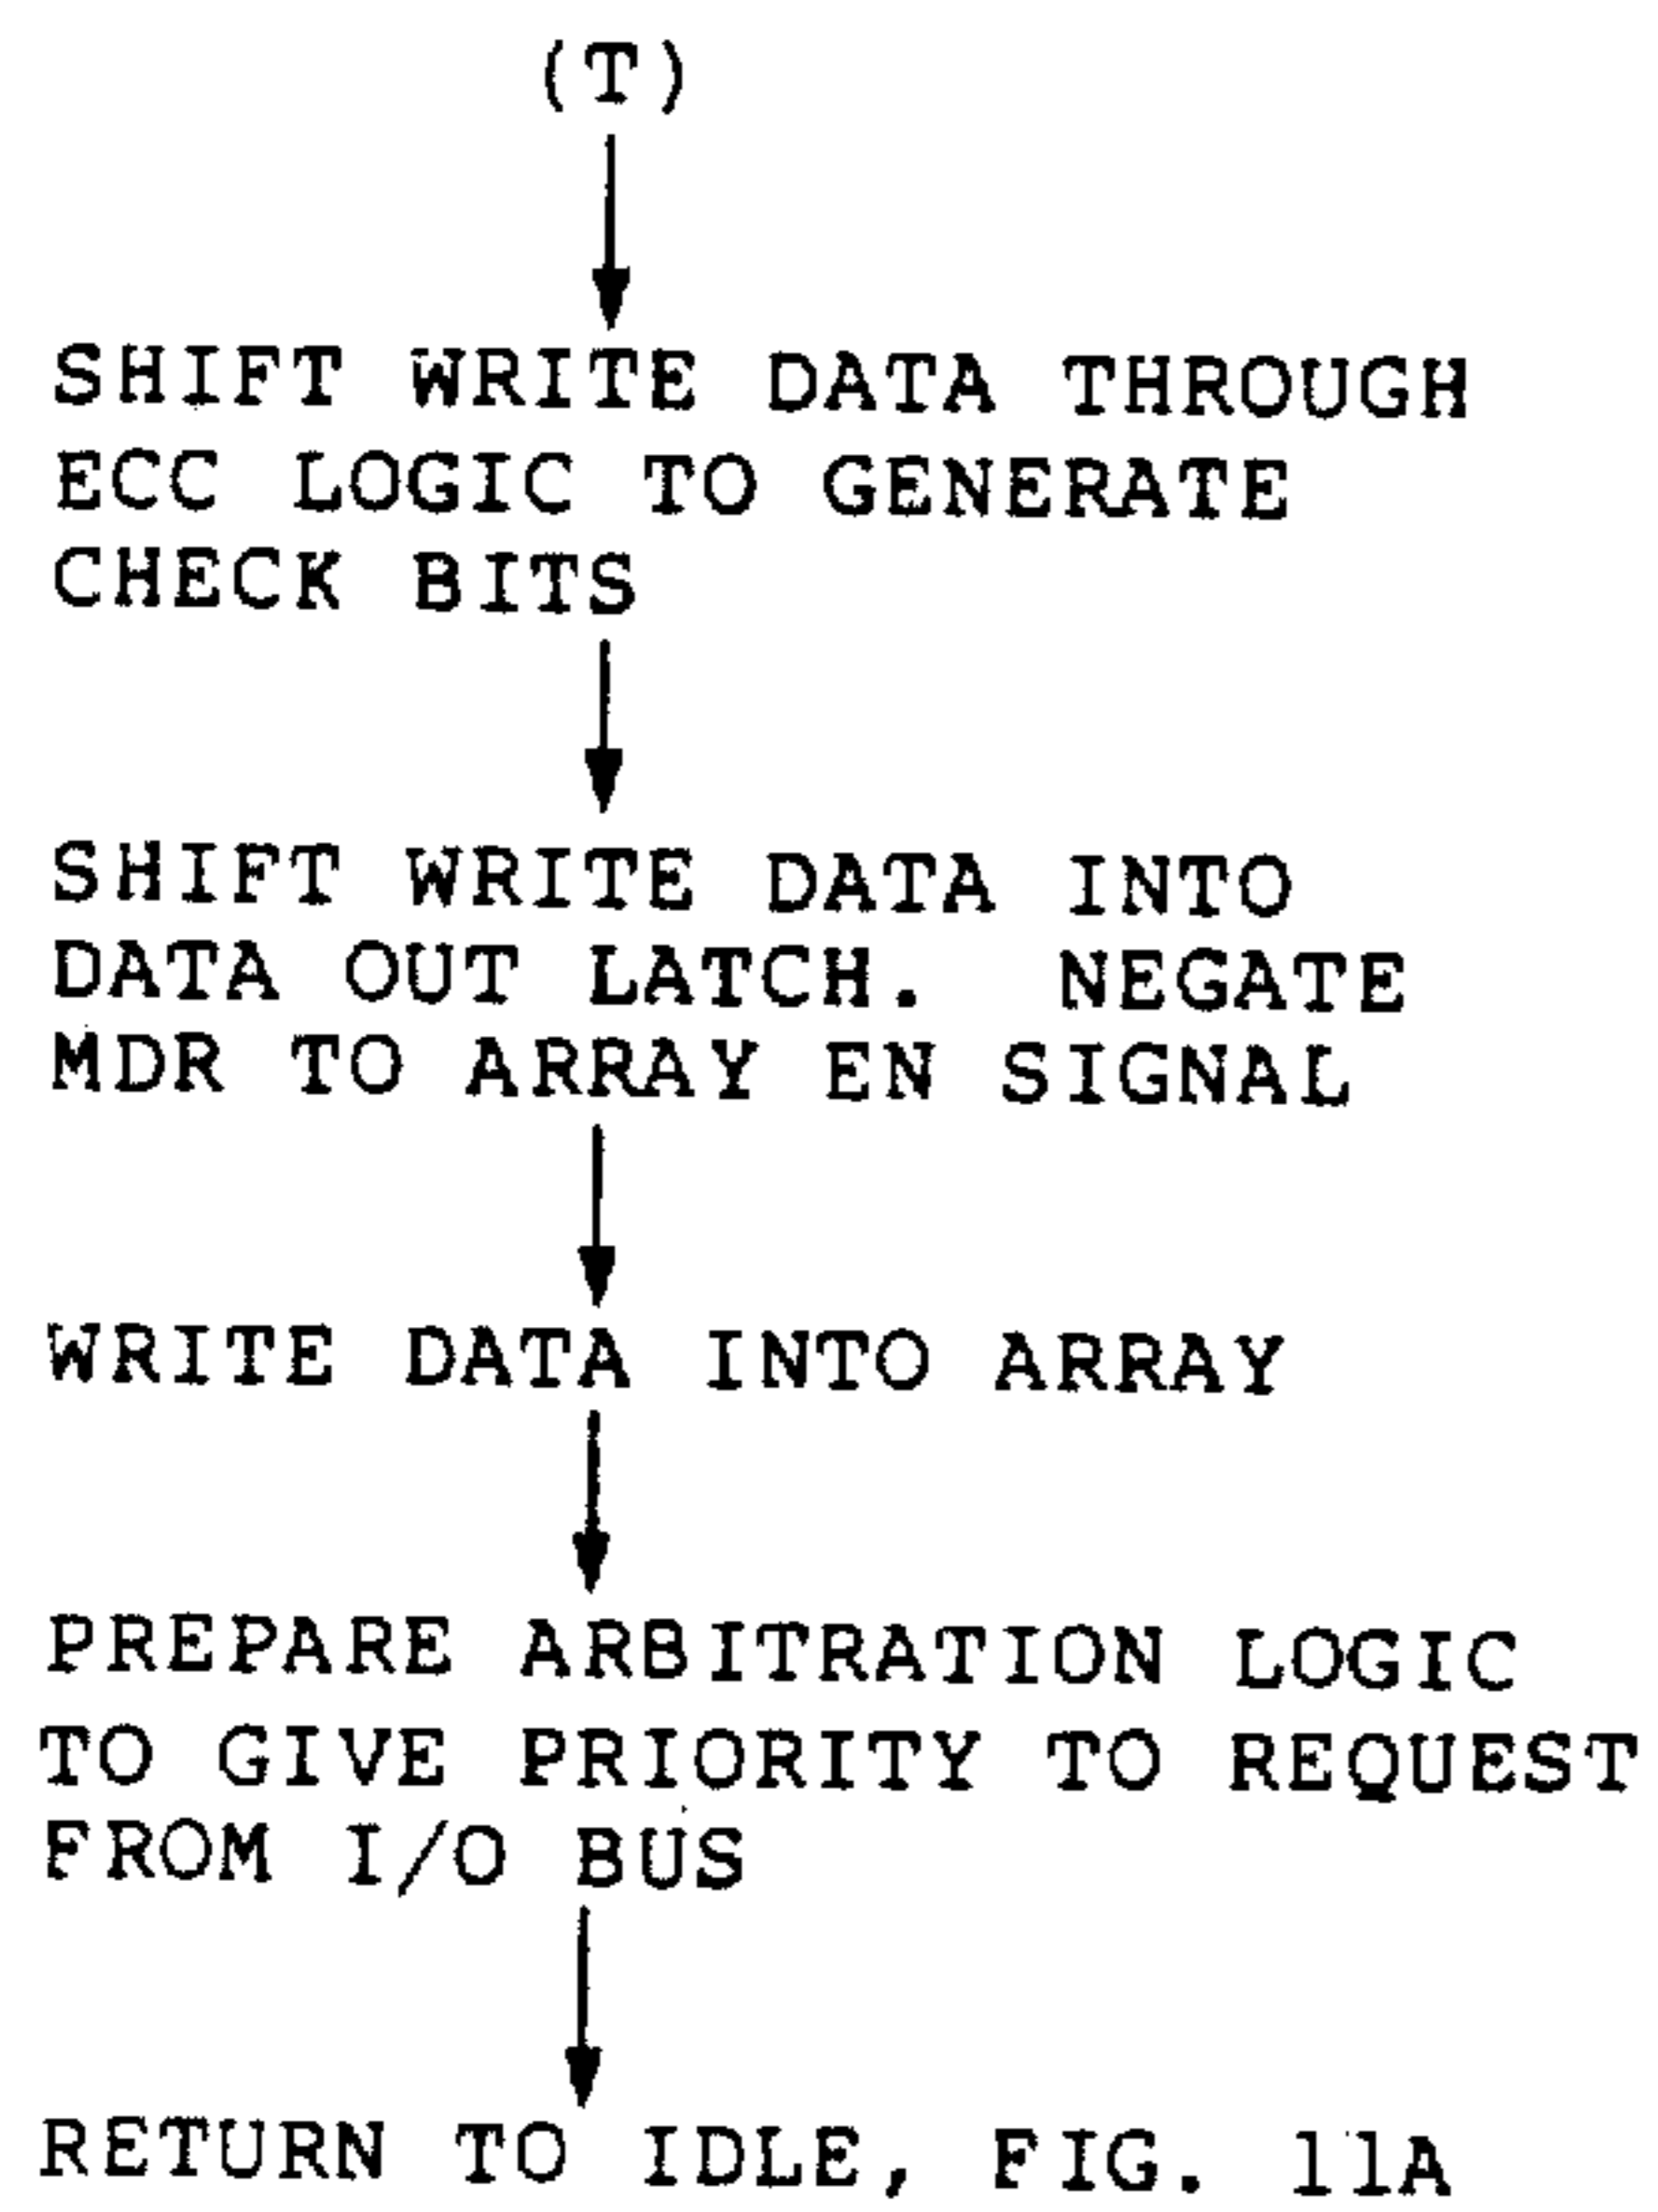 (T)
SHIFT WRITE DATA THROUGH
ECC LOGIC TO GENERATE
CHECK BITS
SHIFT WRITE DATA INTO
DATA OUT LATCH. NEGATE
MDR TO ARRAY EN SIGNAL
WRITE DATA INTO ARRAY
PREPARE ARBITRATION LOGIC
TO GIVE PRIORITY TO REQUEST
FROM I/O BUS
RETURN TO IDLE, FIG. 11A